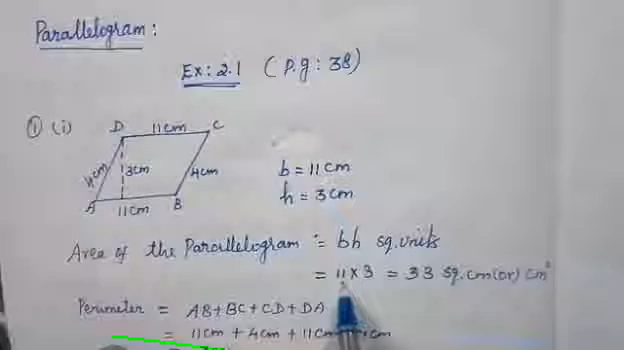 Parallelogram :
Ex : 2.1 ( P.g : 38)
① (i)
D 11cm C
4cm 3cm 4cm
A 11cm B
b = 11cm
h = 3cm
Area of the Parallelogram = bh sq.units
= 11 × 3 = 33 sq.cm(or) cm²
Perimeter = AB+BC+CD+DA
= 11cm + 4cm + 11cm cm